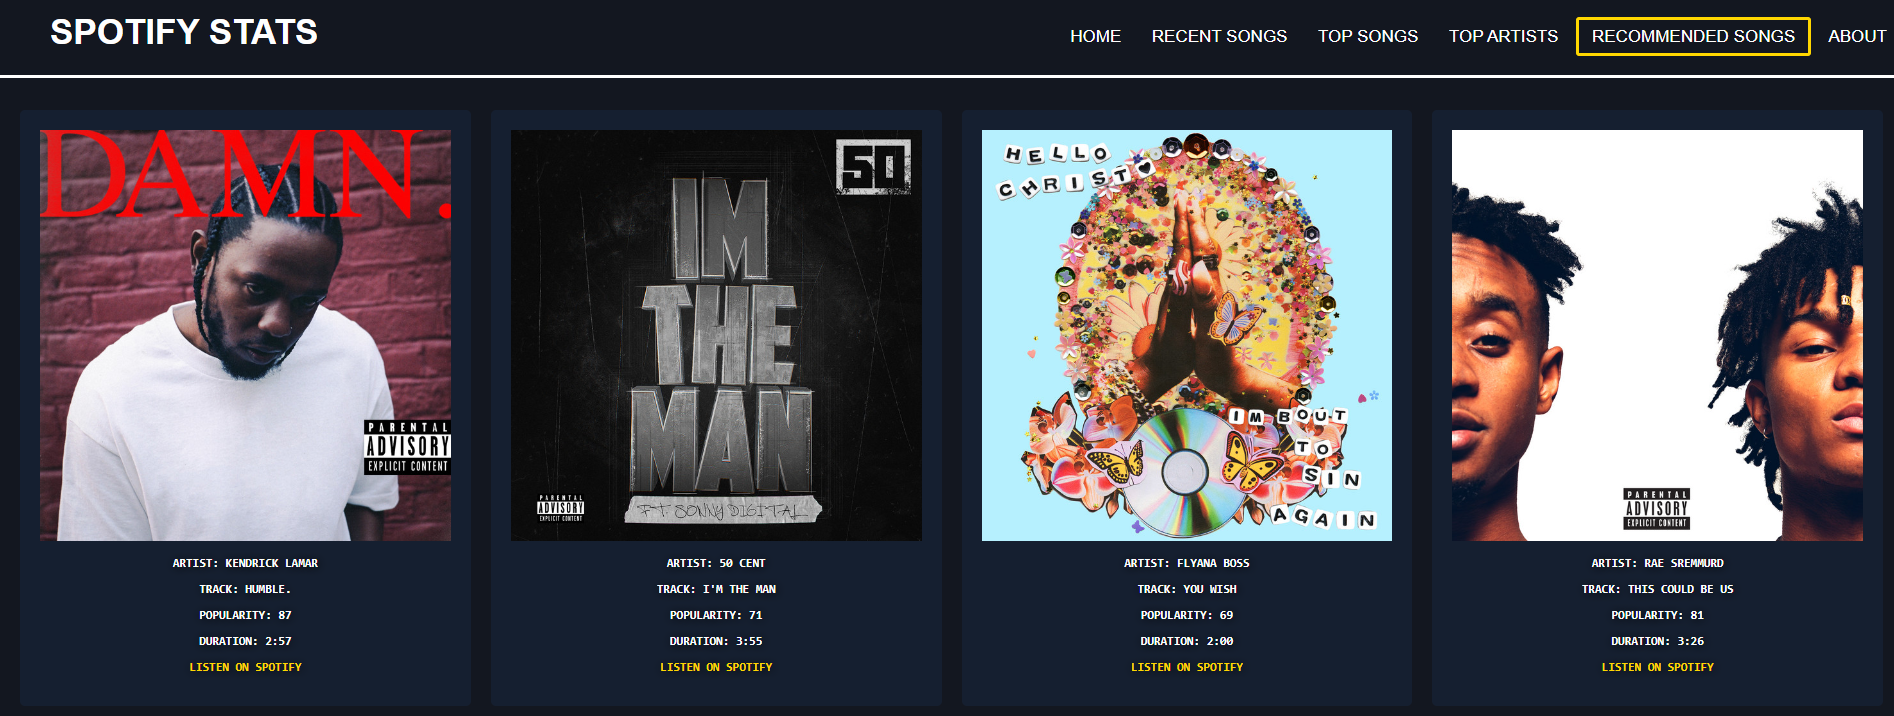 SPOTIFY STATS
HOME RECENT SONGS TOP SONGS TOP ARTISTS RECOMMENDED SONGS ABOUT
DAMN.
PARENTAL
ADVISORY
EXPLICIT CONTENT
ARTIST: KENDRICK LAMAR
TRACK: HUMBLE.
POPULARITY: 87
DURATION: 2:57
LISTEN ON SPOTIFY
50
IM
THE
MAN
FT SONNY DIGITAL
PARENTAL
ADVISORY
EXPLICIT CONTENT
ARTIST: 50 CENT
TRACK: I'M THE MAN
POPULARITY: 71
DURATION: 3:55
LISTEN ON SPOTIFY
HELLO
CHRIST
IM BOUT
TO
SIN
AGAIN
ARTIST: FLYANA BOSS
TRACK: YOU WISH
POPULARITY: 69
DURATION: 2:00
LISTEN ON SPOTIFY
PARENTAL
ADVISORY
EXPLICIT CONTENT
ARTIST: RAE SREMMURD
TRACK: THIS COULD BE US
POPULARITY: 81
DURATION: 3:26
LISTEN ON SPOTIFY